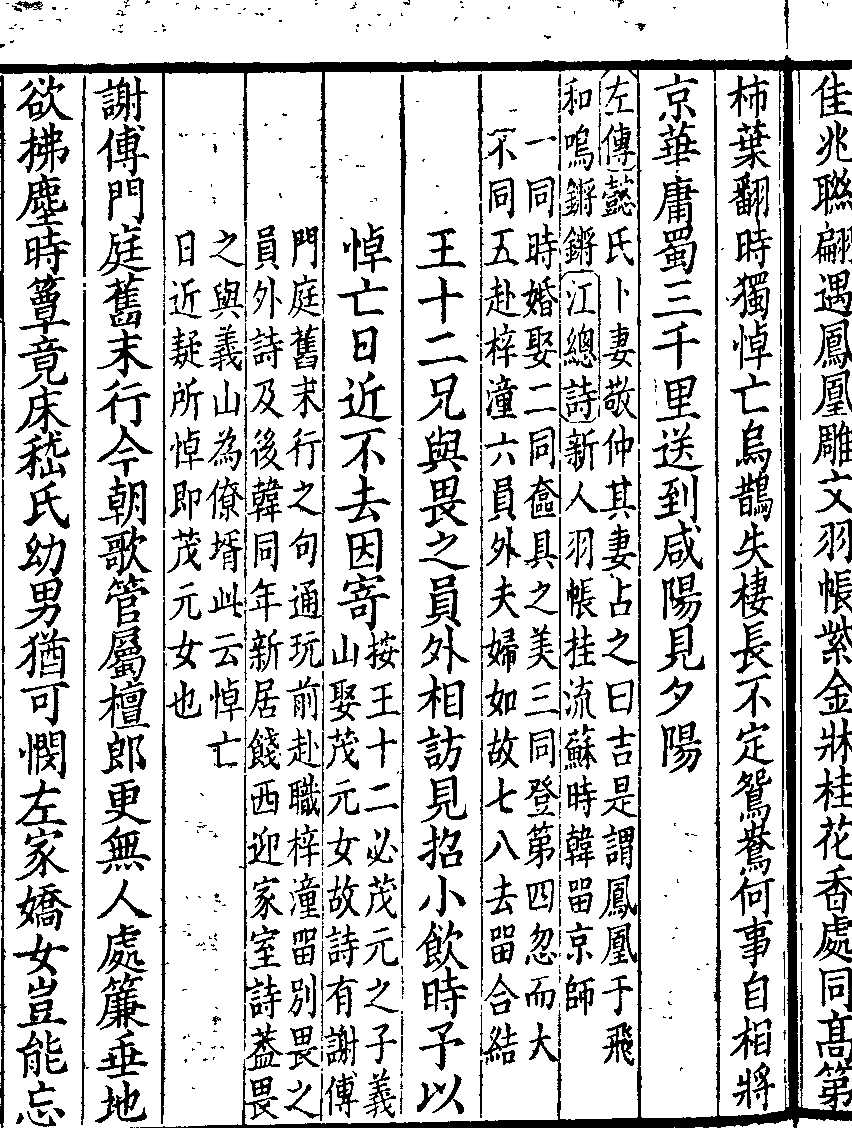 佳兆聯翩遇鳳凰雕文羽帳紫金牀桂花香處同高第
柿葉翻時獨悼亡烏鵲失棲長不定鴛鴦何事自相將
京華庸蜀三千里送到咸陽見夕陽
左傳懿氏卜妻敬仲其妻占之曰吉是謂鳳凰于飛
和鳴鏘鏘江總詩新人羽帳挂流蘇時韓留京師
一同時婚娶二同奩具之美三同登第四忽而大
不同五赴梓潼六員外夫婦如故七八去留合結
王十二兄與畏之員外相訪見招小飲時予以
悼亡日近不去因寄
按王十二必茂元之子義
山娶茂元女故詩有謝傅
門庭舊末行之句通玩前赴職梓潼留別畏之
員外詩及後韓同年新居餞西迎家室詩蓋畏
之與義山為僚壻此云悼亡
日近疑所悼即茂元女也
謝傅門庭舊末行今朝歌管屬檀郎更無人處簾垂地
欲拂塵時簟竟床嵇氏幼男猶可憫左家嬌女豈能忘